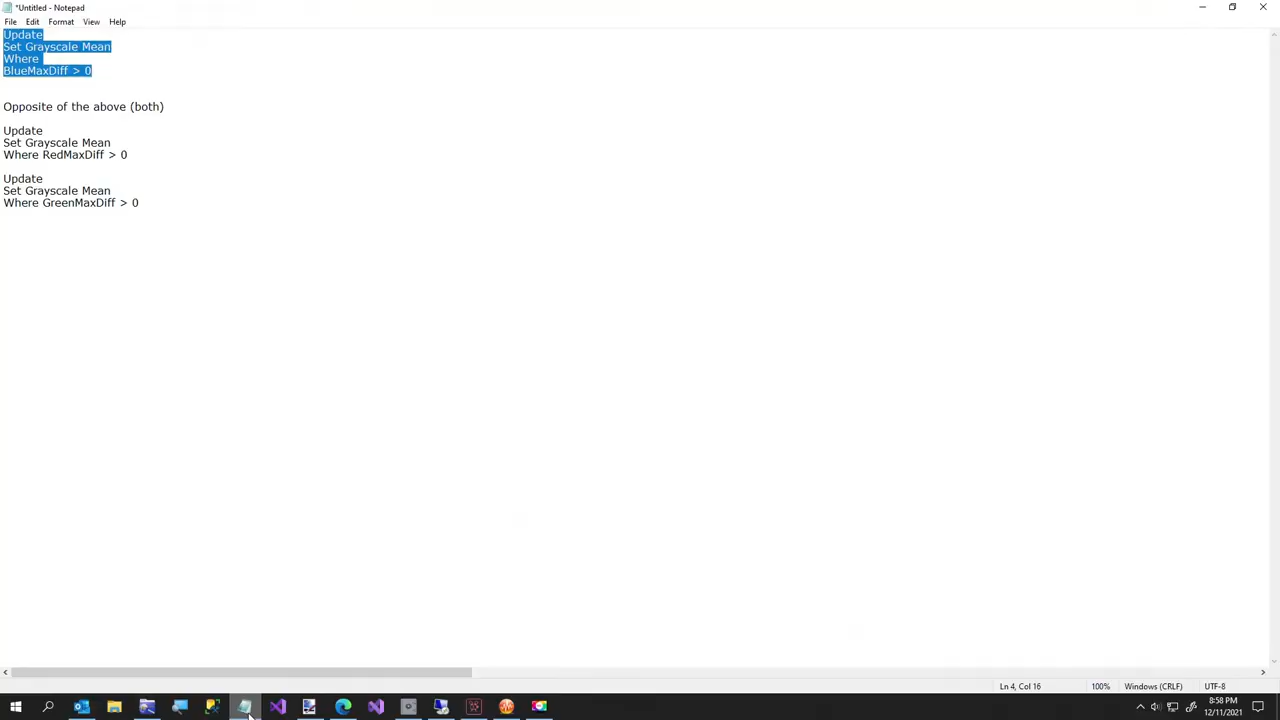 *Untitled - Notepad
File Edit Format View Help
Update
Set Grayscale Mean
Where
BlueMaxDiff > 0
Opposite of the above (both)
Update
Set Grayscale Mean
Where RedMaxDiff > 0
Update
Set Grayscale Mean
Where GreenMaxDiff > 0
Ln 4, Col 16 100% Windows (CRLF) UTF-8
8:58 PM
12/11/2021